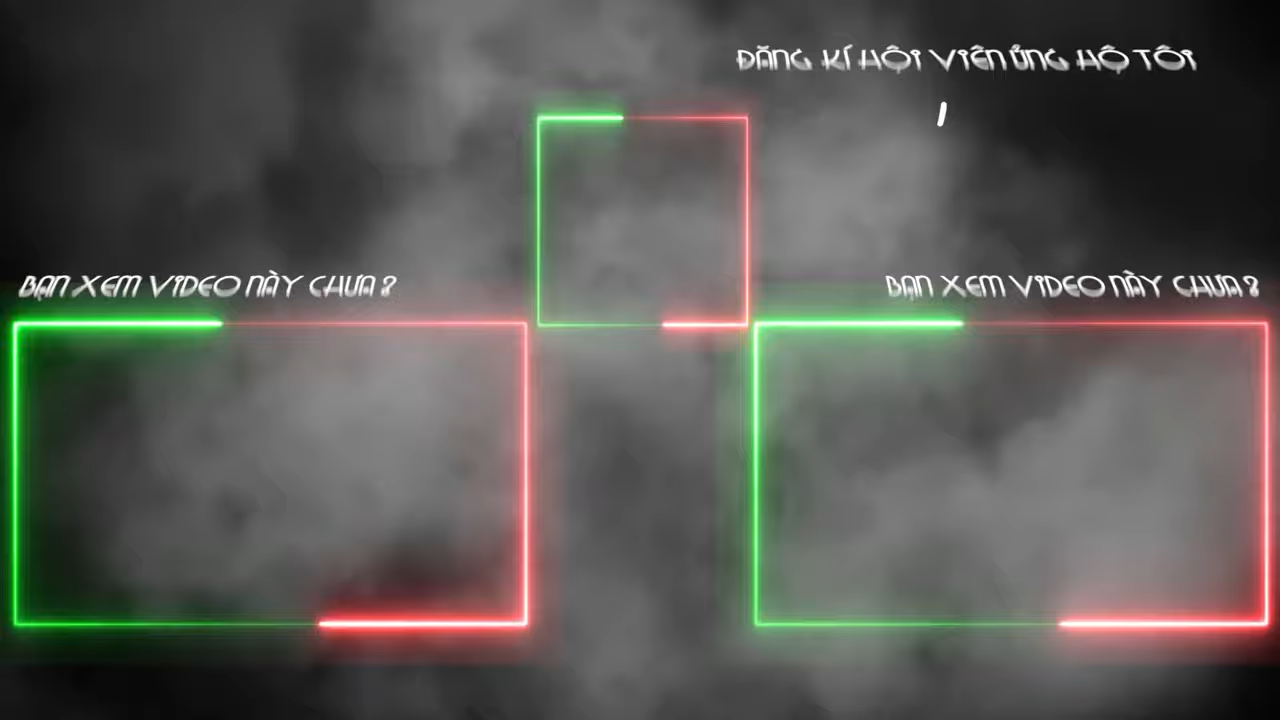 ĐĂNG KÍ HỘI VIÊN ỦNG HỘ TÔI
BẠN XEM VIDEO NÀY CHƯA ?
BẠN XEM VIDEO NÀY CHƯA ?